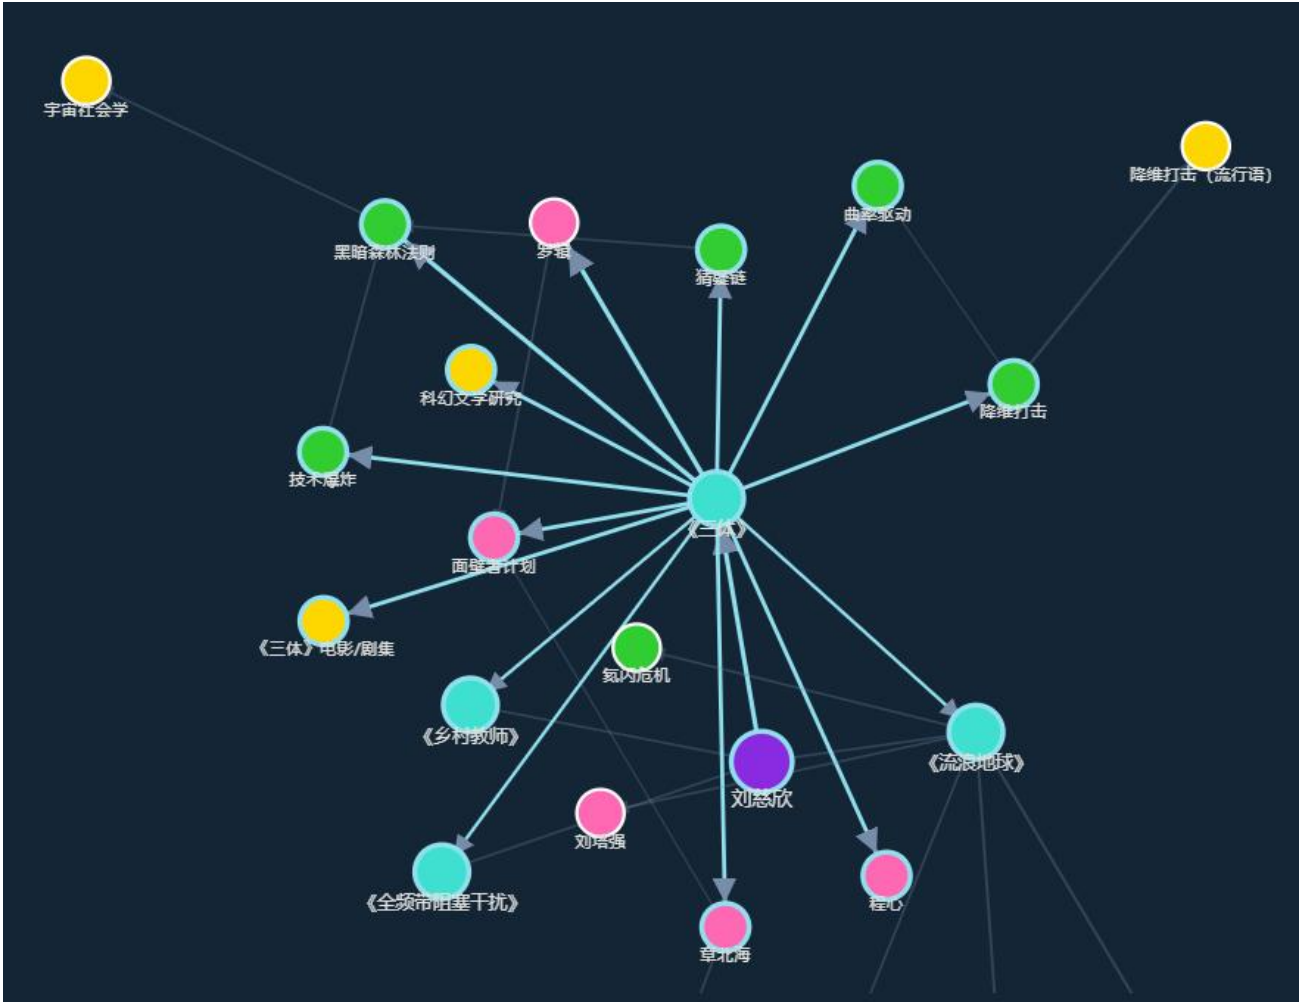 宇宙社会学
降维打击（流行语）
曲率驱动
黑暗森林法则
罗辑
猜疑链
科幻文学研究
降维打击
技术爆炸
《三体》
面壁者计划
《三体》电影/剧集
氦闪危机
《乡村教师》
《流浪地球》
刘慈欣
刘培强
《全频带阻塞干扰》
程心
章北海